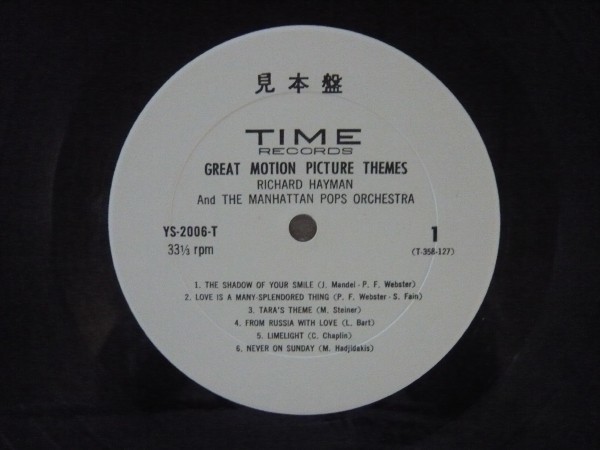 見本盤
TIME
RECORDS
GREAT MOTION PICTURE THEMES
RICHARD HAYMAN
And THE MANHATTAN POPS ORCHESTRA
YS-2006-T 1
33⅓ rpm (T-358-127)
1. THE SHADOW OF YOUR SMILE (J. Mandel - P. F. Webster)
2. LOVE IS A MANY-SPLENDORED THING (P. F. Webster - S. Fain)
3. TARA'S THEME (M. Steiner)
4. FROM RUSSIA WITH LOVE (L. Bart)
5. LIMELIGHT (C. Chaplin)
6. NEVER ON SUNDAY (M. Hadjidakis)